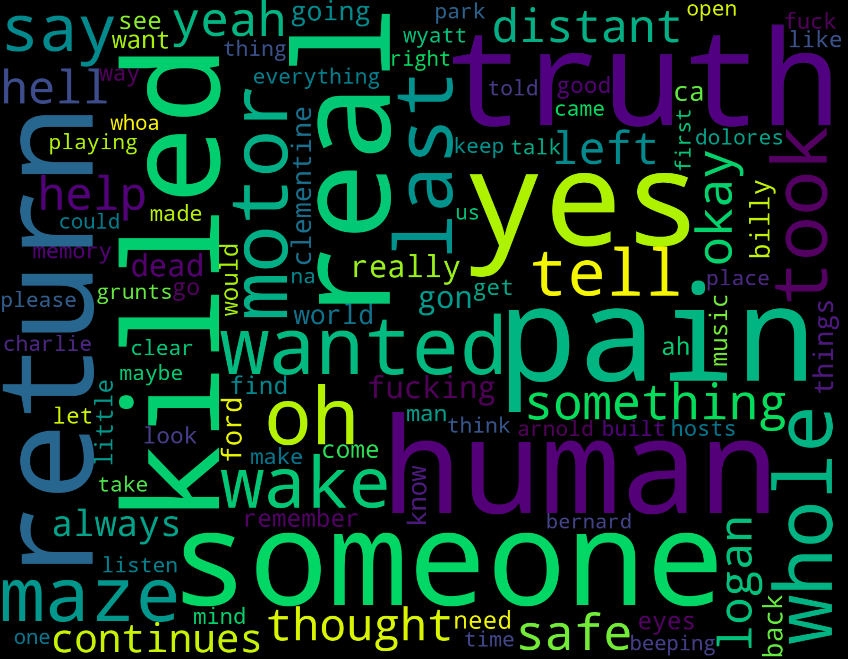 say
see
want
yeah
going
thing
real
park
wyatt
right
distant
open
fuck
like
hell
way
killed
everything
last
truth
told
good
came
ca
return
whoa
playing
motor
clementine
keep
talk
left
first
dolores
took
help
could
made
us
yes
okay
billy
memory
dead
would
really
tell
place
please
grunts
go
na
gon
get
world
pain
music
things
charlie
clear
wanted
ah
maybe
little
find
fucking
something
let
look
ford
oh
man
think
human
arnold
built
hosts
Whole
make
come
take
wake
know
always
remember
bernard
logan
listen
someone
maze
mind
thought
need
safe
eyes
back
one
continues
time
beeping